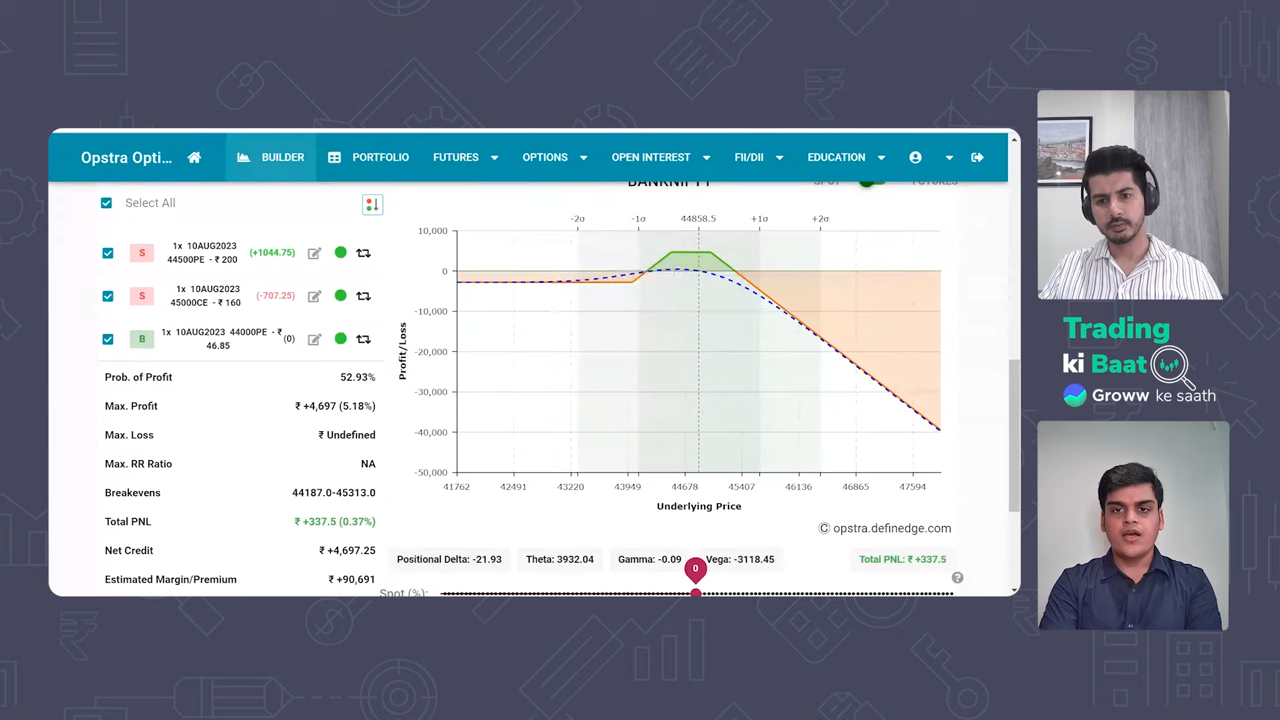 Opstra Opti...
BUILDER
PORTFOLIO
FUTURES
OPTIONS
OPEN INTEREST
FII/DII
EDUCATION
Select All
S
1x 10AUG2023
44500PE - ₹ 200
(+1044.75)
S
1x 10AUG2023
45000CE - ₹ 160
(-707.25)
B
1x 10AUG2023 44000PE - ₹
46.85
(0)
Prob. of Profit 52.93%
Max. Profit ₹ +4,697 (5.18%)
Max. Loss ₹ Undefined
Max. RR Ratio NA
Breakevens 44187.0-45313.0
Total PNL ₹ +337.5 (0.37%)
Net Credit ₹ +4,697.25
Estimated Margin/Premium ₹ +90,691
BANKNIFTY
SPOT
FUTURES
-2σ -1σ 44858.5 +1σ +2σ
10,000
0
-10,000
-20,000
-30,000
-40,000
-50,000
Profit/Loss
41762 42491 43220 43949 44678 45407 46136 46865 47594
Underlying Price
© opstra.definedge.com
Positional Delta: -21.93 Theta: 3932.04 Gamma: -0.09 Vega: -3118.45 Total PNL: ₹ +337.5
0
?
Spot (%):
Trading
ki Baat
Groww ke saath